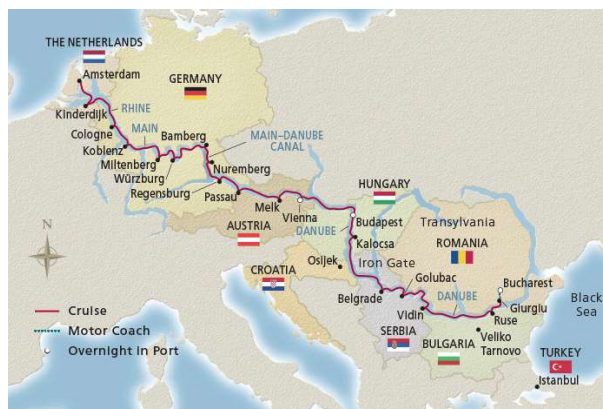 THE NETHERLANDS
Amsterdam
GERMANY
Kinderdijk
RHINE
Cologne
MAIN
Bamberg
MAIN–DANUBE
CANAL
Koblenz
Miltenberg
Nuremberg
Würzburg
Regensburg
HUNGARY
Passau
Melk
Vienna
Budapest
Transylvania
AUSTRIA
DANUBE
Kalocsa
ROMANIA
N
Osijek
Iron Gate
CROATIA
Golubac
Bucharest
Belgrade
DANUBE
Giurgiu
Black
Sea
Cruise
Vidin
Ruse
Motor Coach
SERBIA
Veliko
Tarnovo
Overnight in Port
BULGARIA
TURKEY
Istanbul